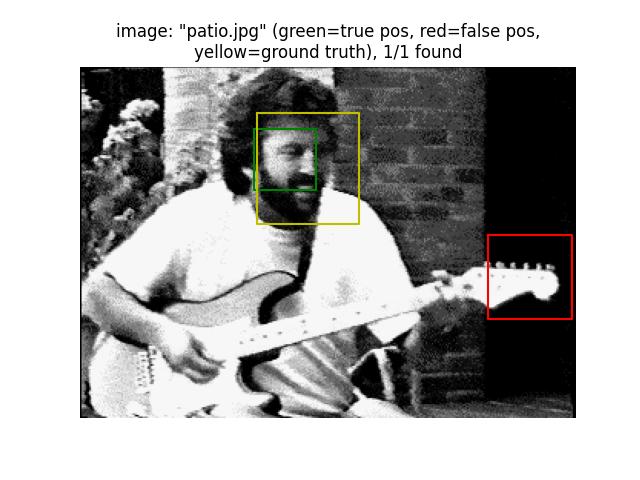 image: "patio.jpg" (green=true pos, red=false pos,
yellow=ground truth), 1/1 found